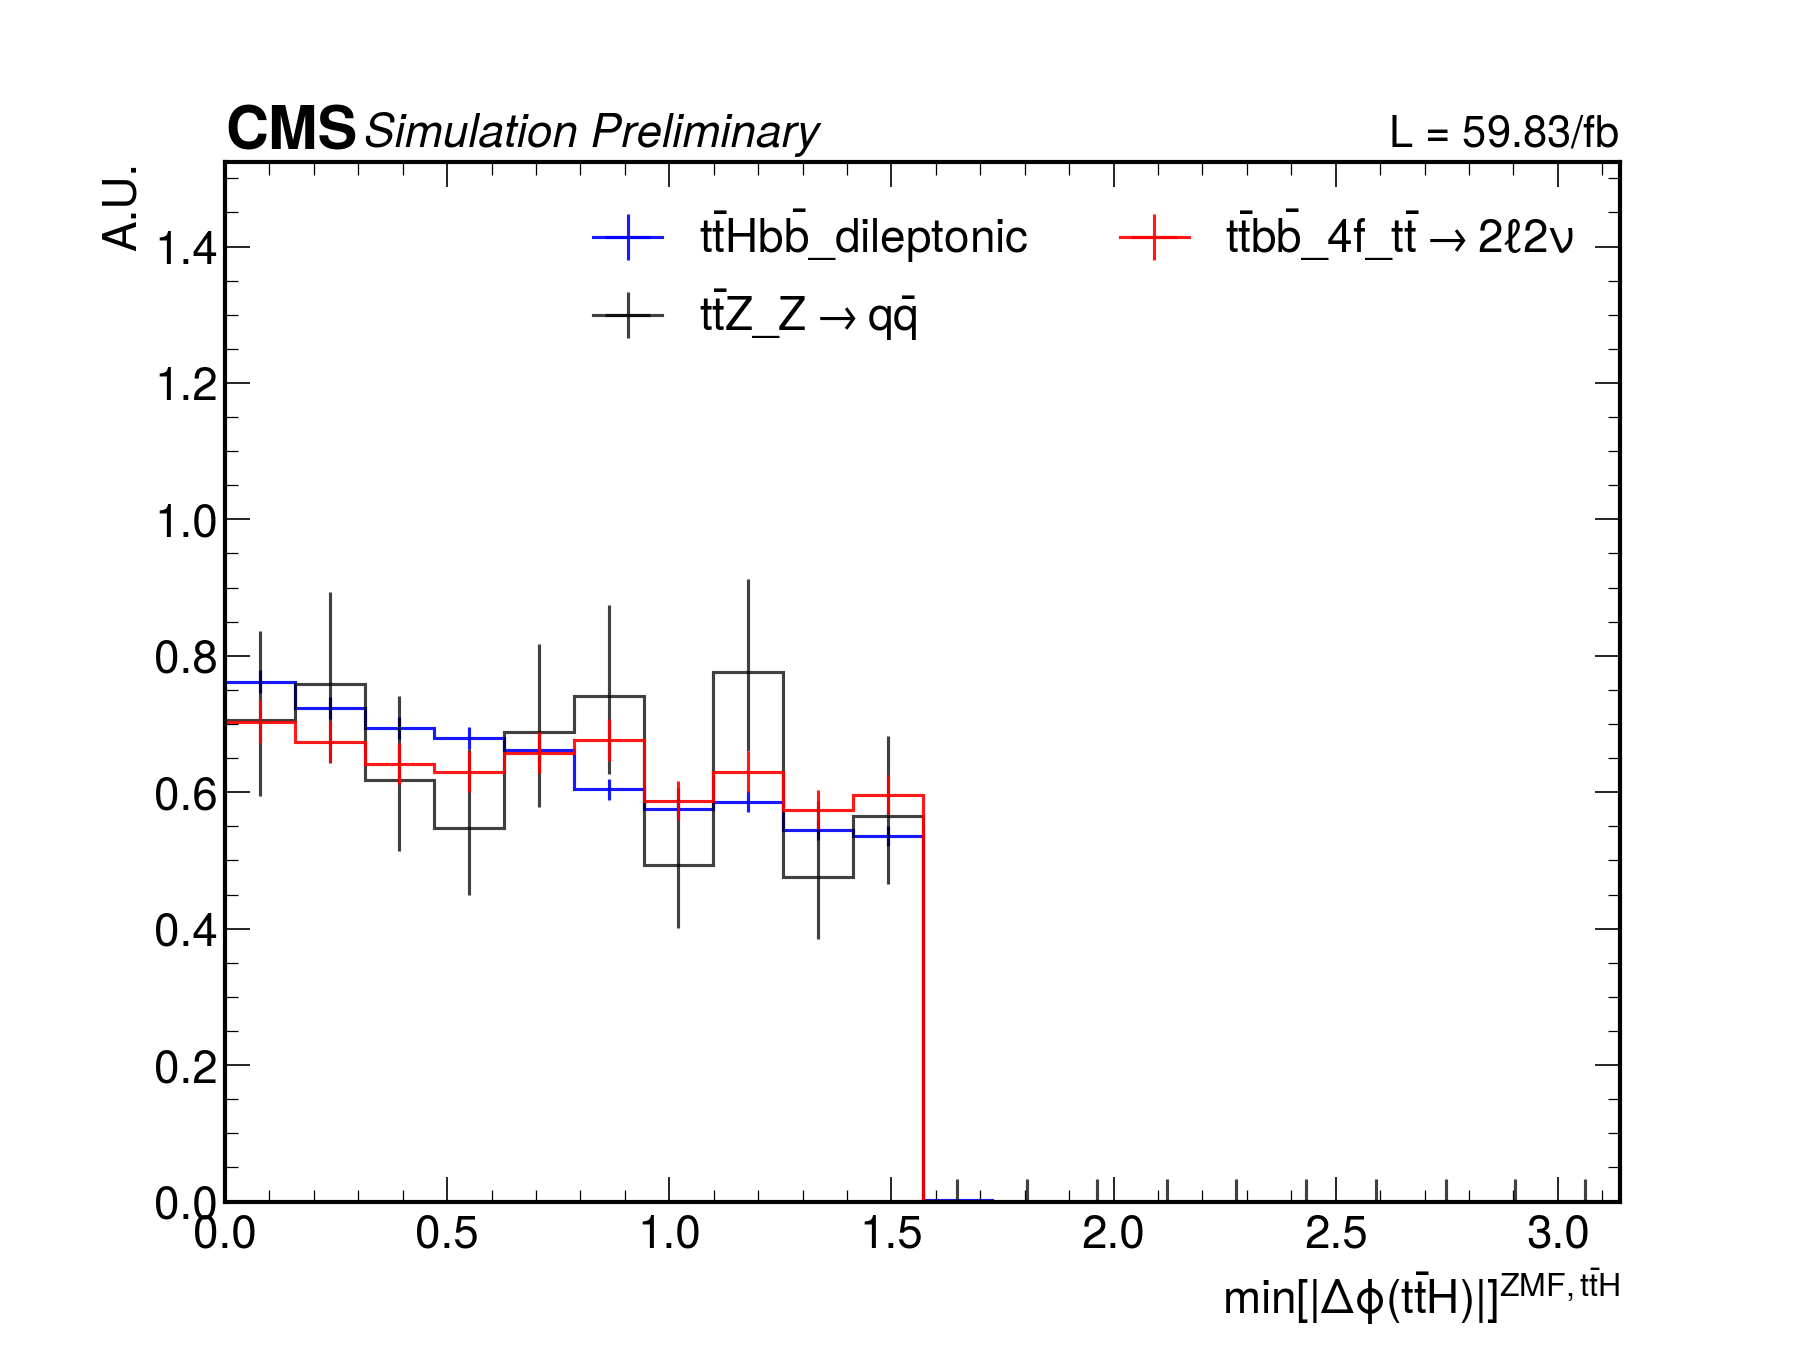 CMS Simulation Preliminary L = 59.83/fb
A.U.
tt̄Hbb̄_dileptonic tt̄bb̄_4f_tt̄ → 2ℓ2ν
tt̄Z_Z → qq̄
1.4
1.2
1.0
0.8
0.6
0.4
0.2
0.0
0.0 0.5 1.0 1.5 2.0 2.5 3.0
min[|Δϕ(tt̄H)|]^ZMF, tt̄H